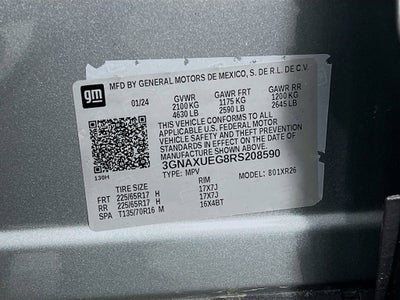 gm
MFD BY GENERAL MOTORS DE MEXICO, S. DE R.L. DE C.V.
01/24 GVWR GAWR FRT GAWR RR
2100 KG 1175 KG 1200 KG
4630 LB 2590 LB 2645 LB
THIS VEHICLE CONFORMS TO ALL
APPLICABLE U.S. FEDERAL MOTOR
VEHICLE SAFETY AND THEFT
PREVENTION STANDARDS IN EFFECT
ON THE DATE OF MANUFACTURE
SHOWN ABOVE.
3GNAXUEG8RS208590
138H TYPE: MPV MODEL: 801XR26
TIRE SIZE RIM
FRT 225/65R17 H 17X7J
RR 225/65R17 H 17X7J
SPA T135/70R16 M 16X4BT